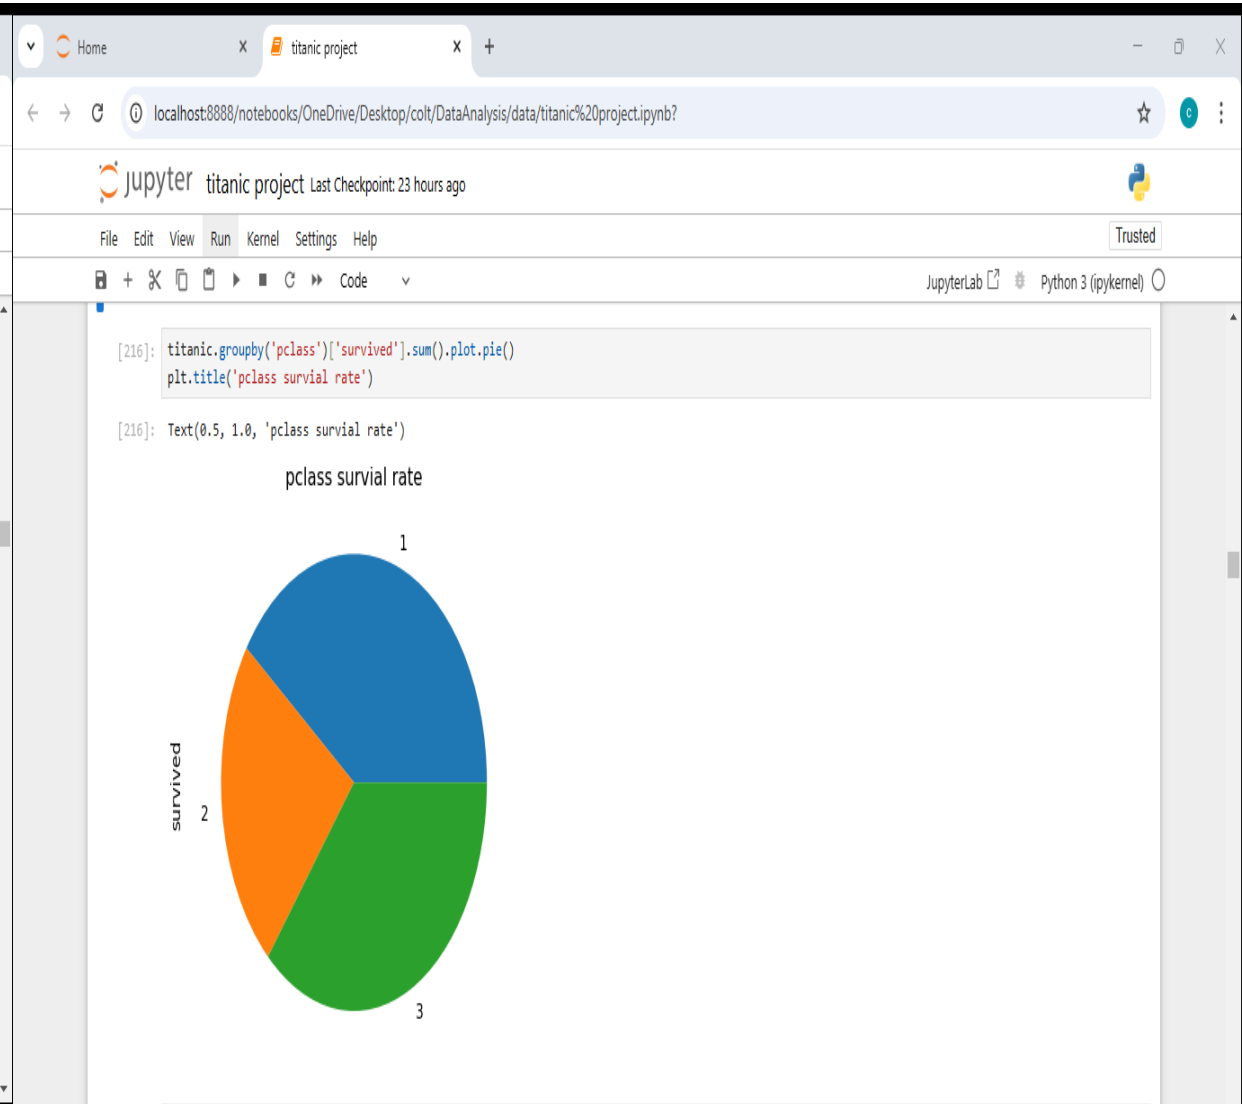 Home
titanic project
localhost:8888/notebooks/OneDrive/Desktop/colt/DataAnalysis/data/titanic%20project.ipynb?
c
jupyter titanic project Last Checkpoint: 23 hours ago
File Edit View Run Kernel Settings Help
Trusted
Code
JupyterLab
Python 3 (ipykernel)
[216]: titanic.groupby('pclass')['survived'].sum().plot.pie()
plt.title('pclass survial rate')
[216]: Text(0.5, 1.0, 'pclass survial rate')
pclass survial rate
1
survived
2
3